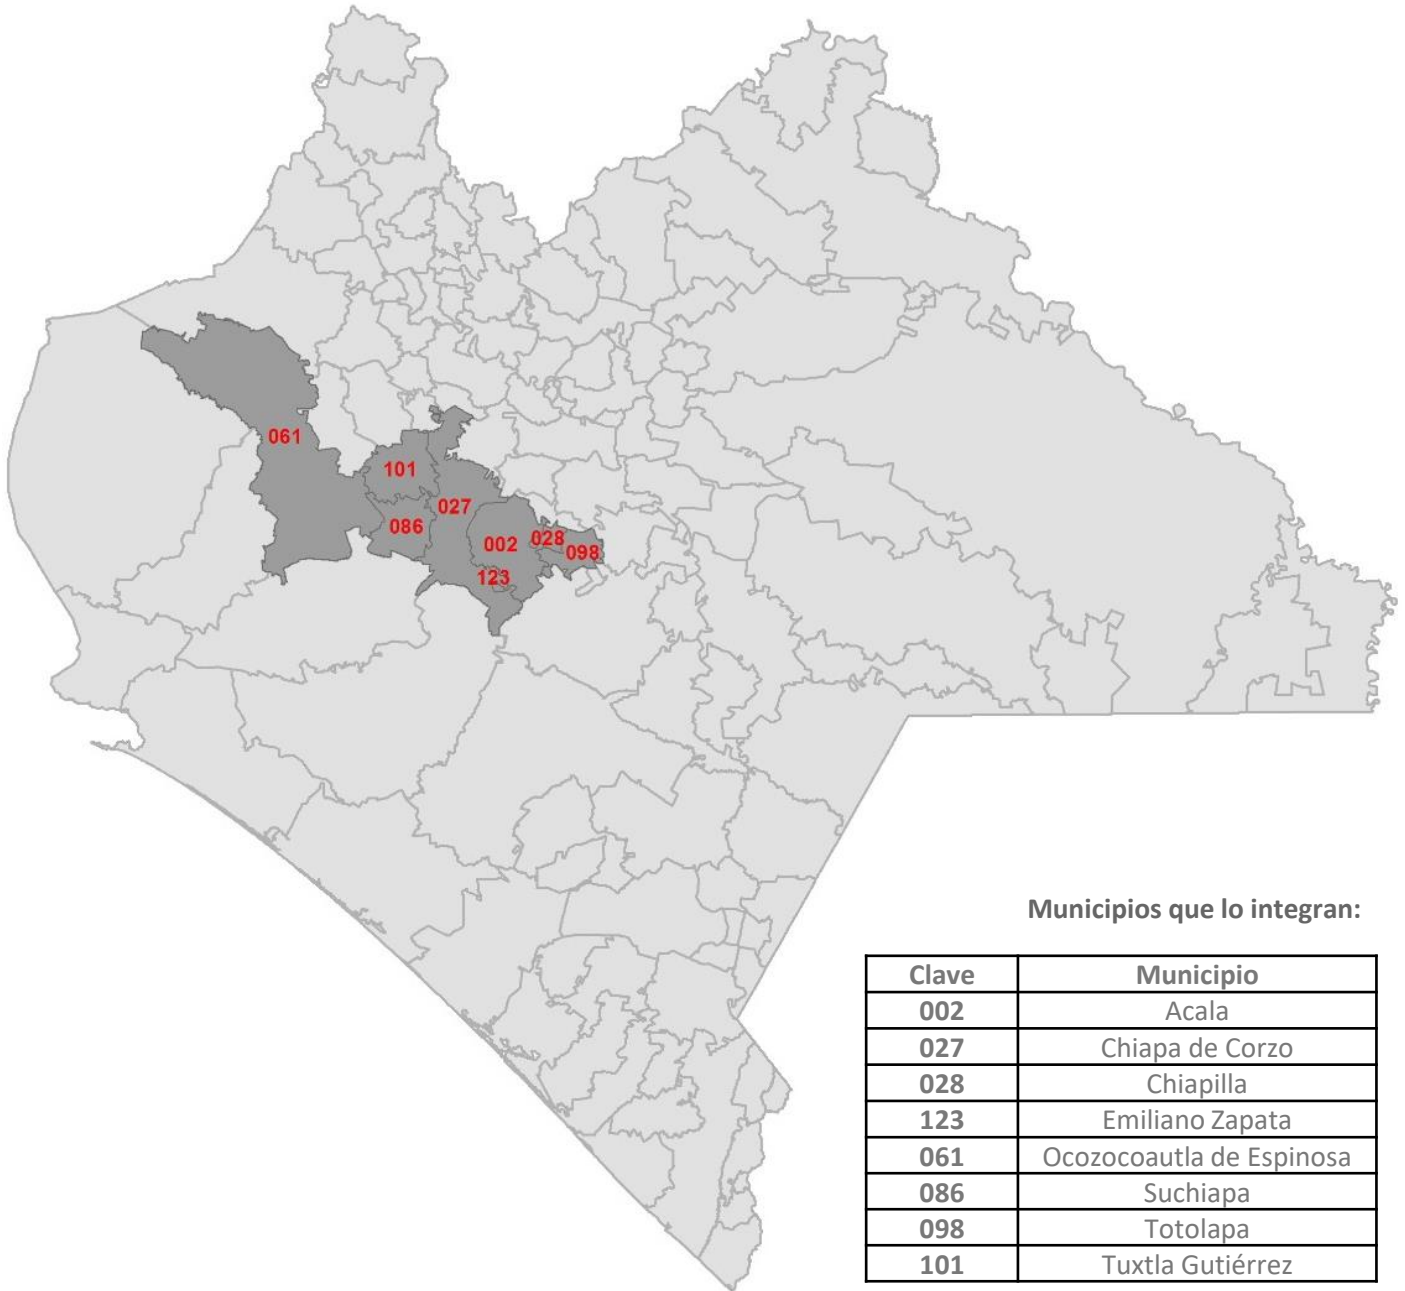 061
101
027
086
002
028
098
123
Municipios que lo integran:
Clave Municipio
002 Acala
027 Chiapa de Corzo
028 Chiapilla
123 Emiliano Zapata
061 Ocozocoautla de Espinosa
086 Suchiapa
098 Totolapa
101 Tuxtla Gutiérrez